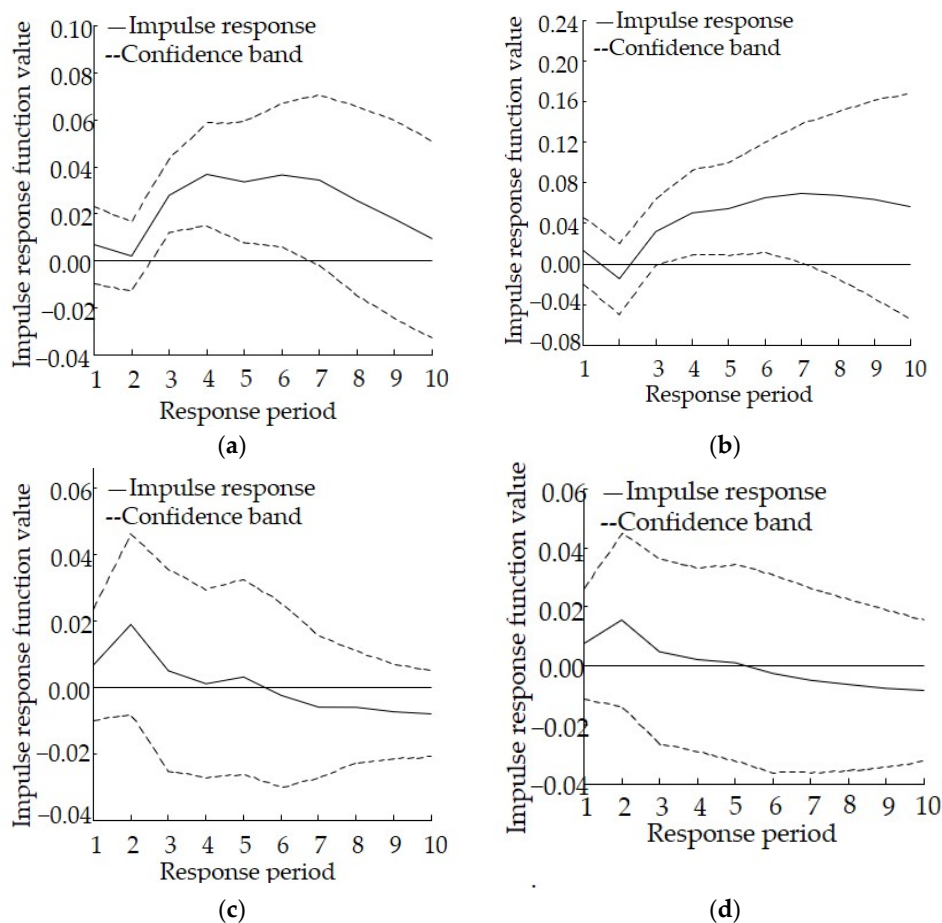 Impulse response function value
0.10
0.08
0.06
0.04
0.02
0.00
−0.02
−0.04
—Impulse response
--Confidence band
1 2 3 4 5 6 7 8 9 10
Response period
(a)
Impulse response function value
0.24
0.20
0.16
0.12
0.08
0.04
0.00
−0.04
−0.08
—Impulse response
--Confidence band
1 2 3 4 5 6 7 8 9 10
Response period
(b)
Impulse response function value
0.06
0.04
0.02
0.00
−0.02
−0.04
—Impulse response
--Confidence band
1 2 3 4 5 6 7 8 9 10
Response period
(c)
Impulse response function value
0.06
0.04
0.02
0.00
−0.02
−0.04
—Impulse response
--Confidence band
1 2 3 4 5 6 7 8 9 10
Response period
(d)